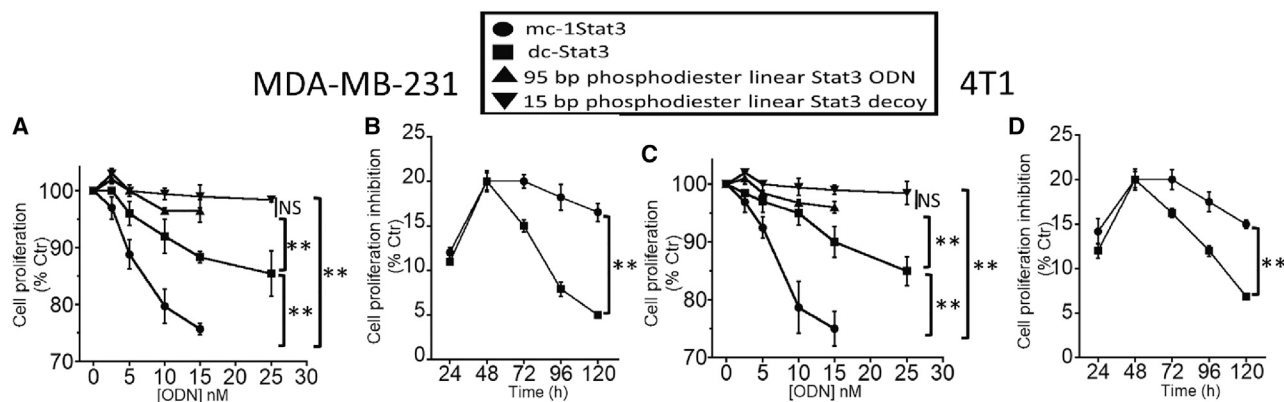 mc-1Stat3
dc-Stat3
95 bp phosphodiester linear Stat3 ODN
15 bp phosphodiester linear Stat3 decoy
MDA-MB-231
4T1
A
Cell proliferation
(% Ctr)
100
90
80
70
0 5 10 15 20 25 30
[ODN] nM
NS
**
**
**
B
Cell proliferation inhibition
(% Ctr)
25
20
15
10
5
0
24 48 72 96 120
Time (h)
**
C
Cell proliferation
(% Ctr)
100
90
80
70
0 5 10 15 20 25 30
[ODN] nM
NS
**
**
**
D
Cell proliferation inhibition
(% Ctr)
25
20
15
10
5
0
24 48 72 96 120
Time (h)
**